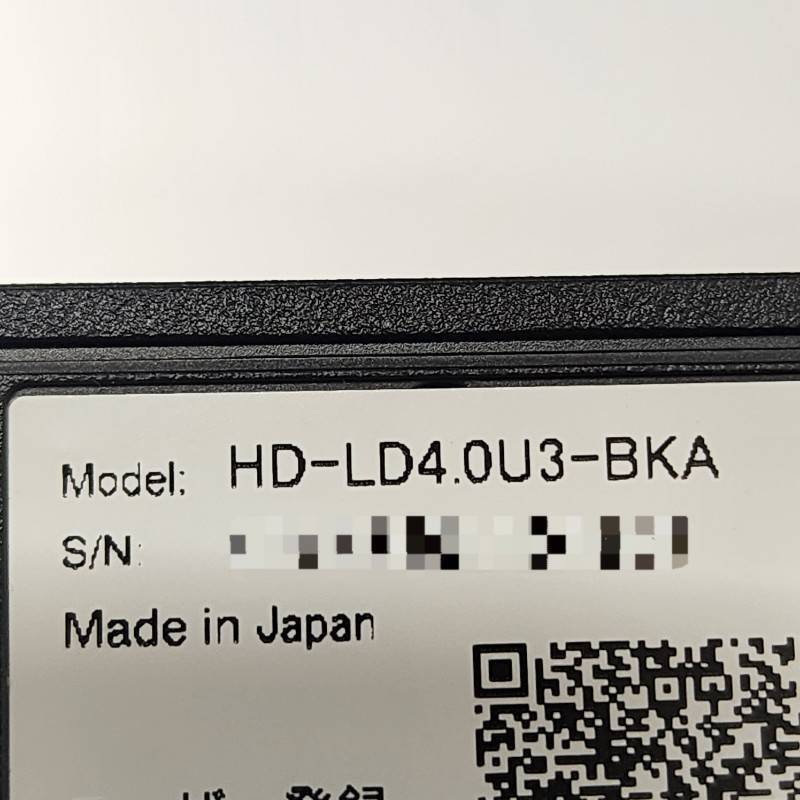 Model: HD-LD4.0U3-BKA
S/N:
Made in Japan